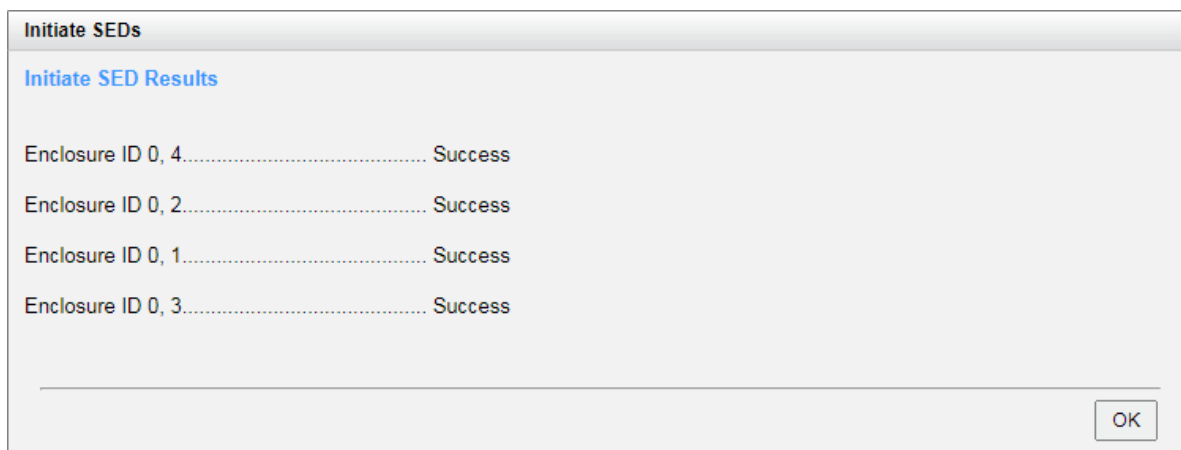 Initiate SEDs
Initiate SED Results
Enclosure ID 0, 4.......................................... Success
Enclosure ID 0, 2.......................................... Success
Enclosure ID 0, 1.......................................... Success
Enclosure ID 0, 3.......................................... Success
OK